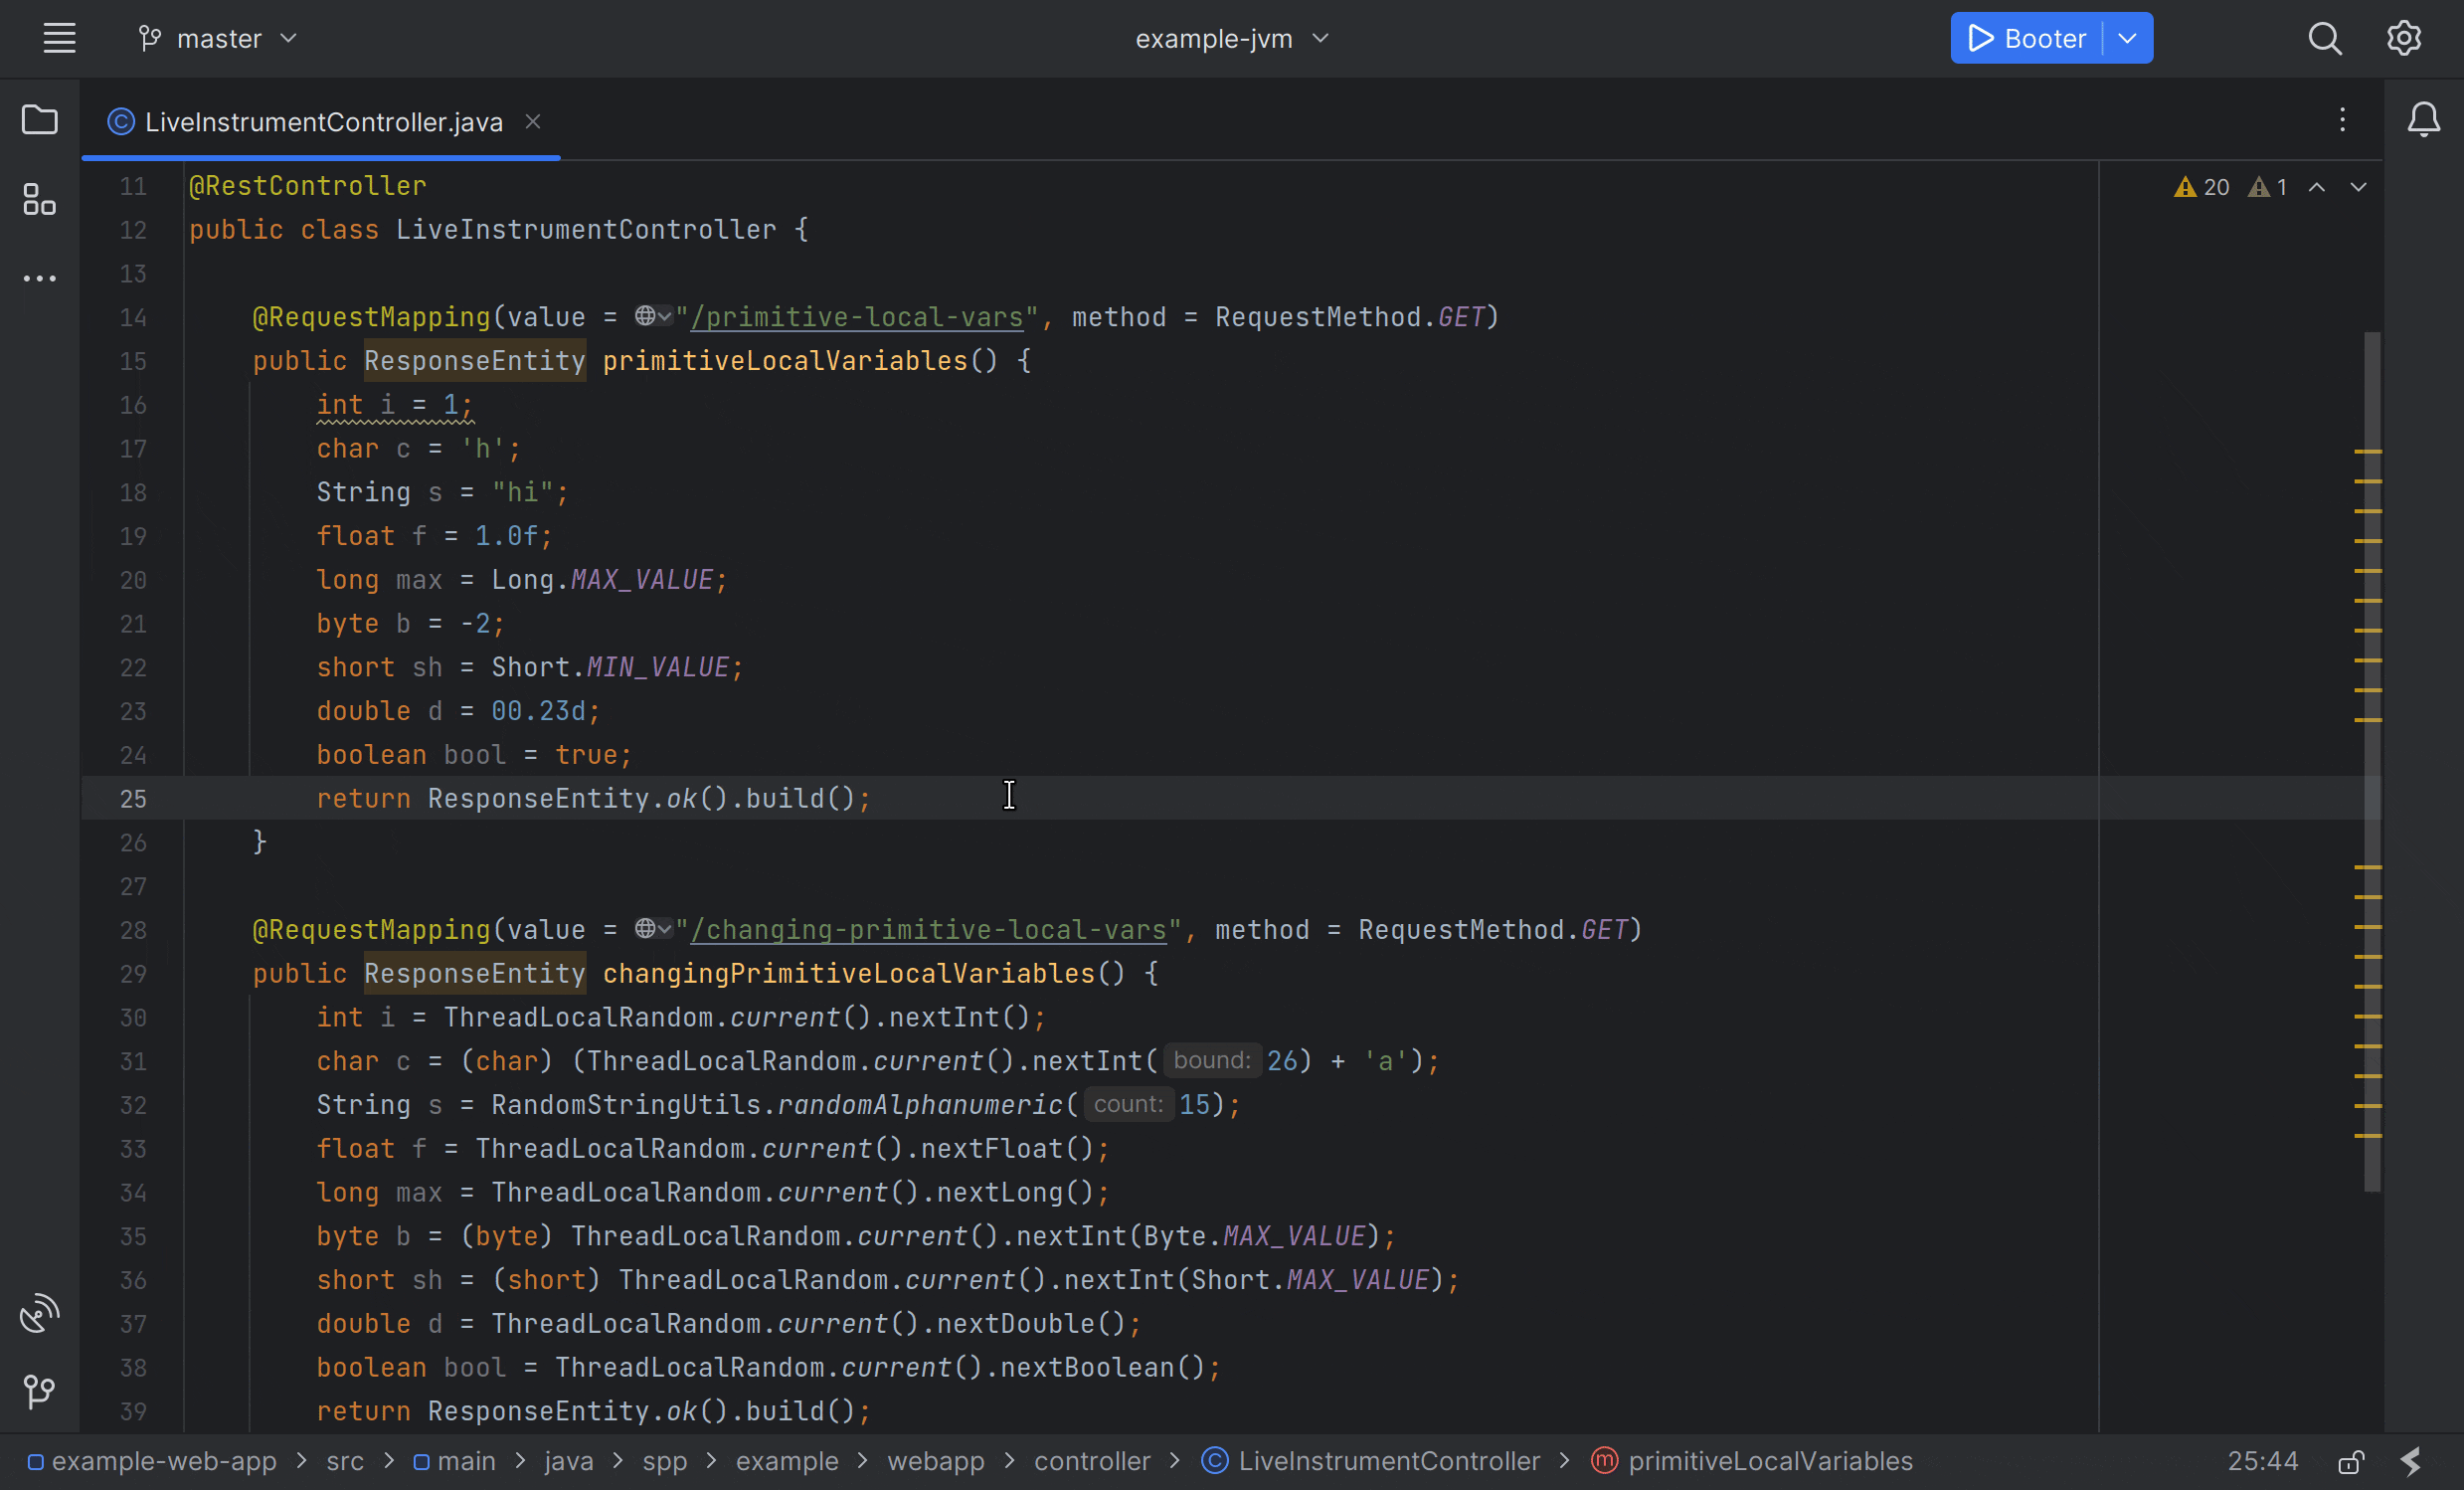 master
example-jvm
Booter
LiveInstrumentController.java
20 1
11 @RestController
12 public class LiveInstrumentController {
13
14 @RequestMapping(value = "/primitive-local-vars", method = RequestMethod.GET)
15 public ResponseEntity primitiveLocalVariables() {
16 int i = 1;
17 char c = 'h';
18 String s = "hi";
19 float f = 1.0f;
20 long max = Long.MAX_VALUE;
21 byte b = -2;
22 short sh = Short.MIN_VALUE;
23 double d = 00.23d;
24 boolean bool = true;
25 return ResponseEntity.ok().build();
26 }
27
28 @RequestMapping(value = "/changing-primitive-local-vars", method = RequestMethod.GET)
29 public ResponseEntity changingPrimitiveLocalVariables() {
30 int i = ThreadLocalRandom.current().nextInt();
31 char c = (char) (ThreadLocalRandom.current().nextInt( bound: 26) + 'a');
32 String s = RandomStringUtils.randomAlphanumeric( count: 15);
33 float f = ThreadLocalRandom.current().nextFloat();
34 long max = ThreadLocalRandom.current().nextLong();
35 byte b = (byte) ThreadLocalRandom.current().nextInt(Byte.MAX_VALUE);
36 short sh = (short) ThreadLocalRandom.current().nextInt(Short.MAX_VALUE);
37 double d = ThreadLocalRandom.current().nextDouble();
38 boolean bool = ThreadLocalRandom.current().nextBoolean();
39 return ResponseEntity.ok().build();
example-web-app > src > main > java > spp > example > webapp > controller > LiveInstrumentController > primitiveLocalVariables
25:44